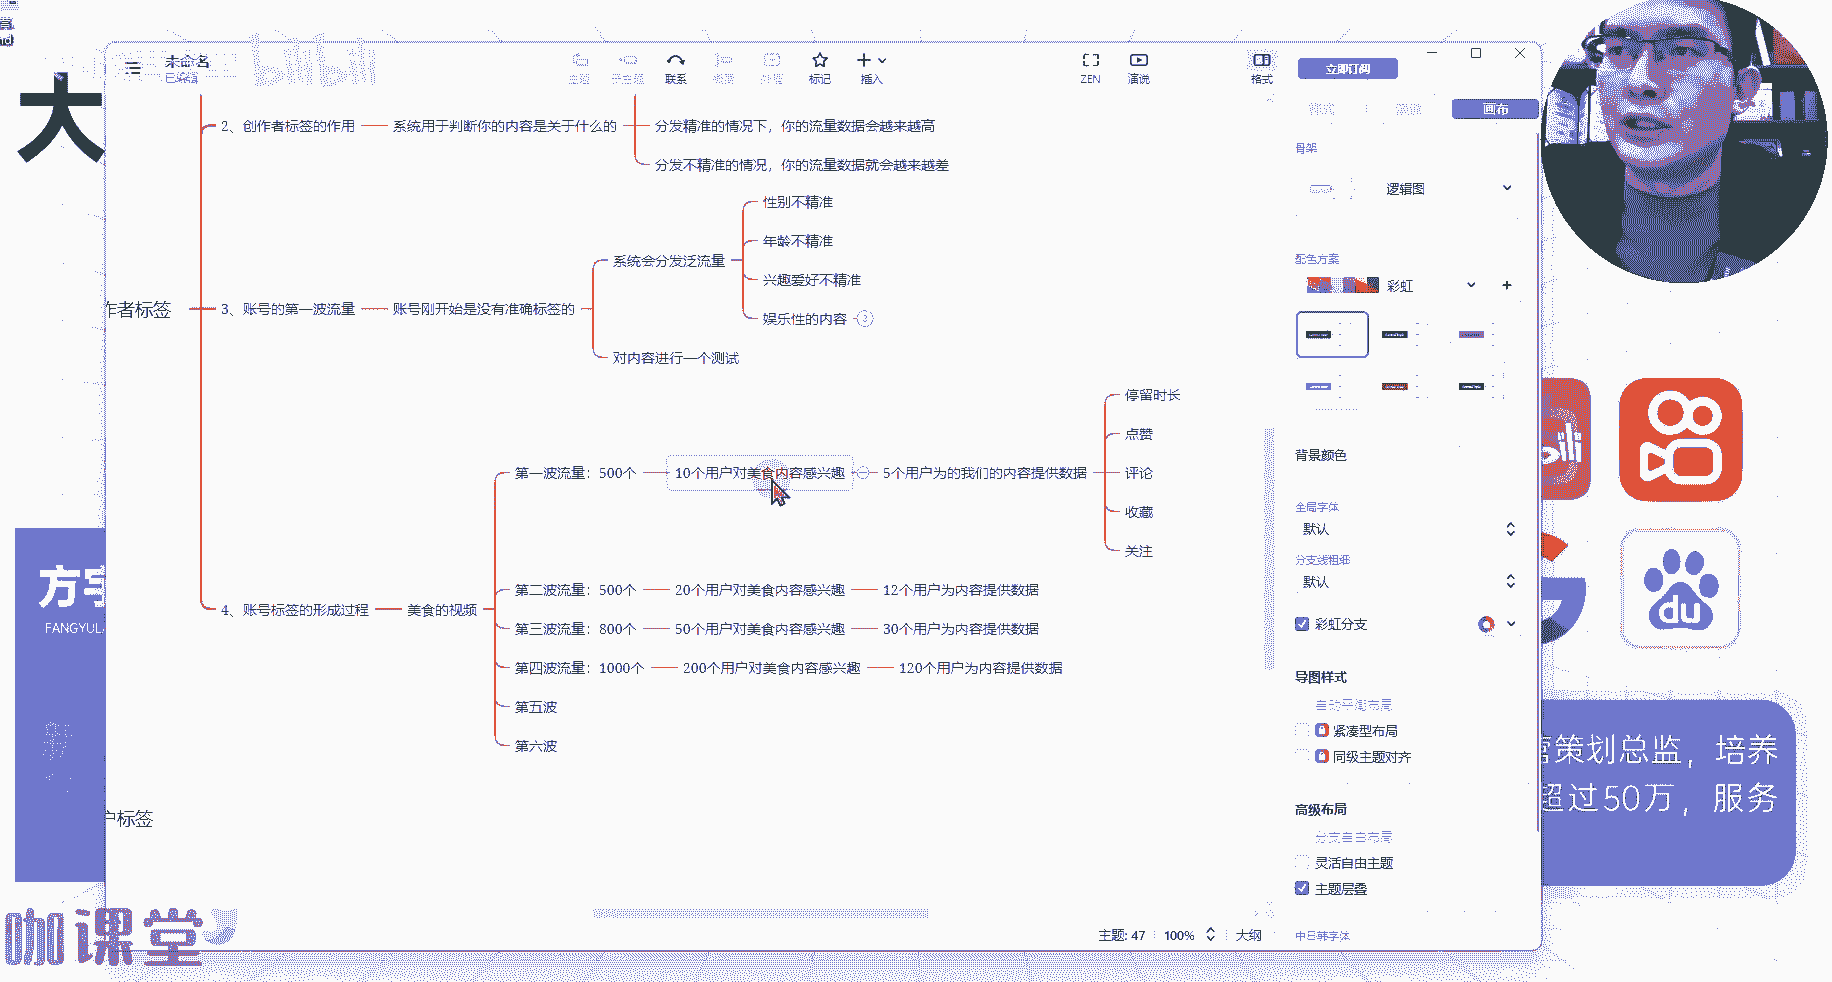 大
未命名
已编辑
bilibili
联系
标记
插入
ZEN
演说
格式
立即订阅
画布
2、创作者标签的作用
系统用于判断你的内容是关于什么的
分发精准的情况下，你的流量数据会越来越高
分发不精准的情况，你的流量数据就会越来越差
作者标签
3、账号的第一波流量
账号刚开始是没有准确标签的
系统会分发泛流量
性别不精准
年龄不精准
兴趣爱好不精准
娱乐性的内容
对内容进行一个测试
4、账号标签的形成过程
美食的视频
第一波流量：500个
10个用户对美食内容感兴趣
5个用户为的我们的内容提供数据
停留时长
点赞
评论
收藏
关注
第二波流量：500个
20个用户对美食内容感兴趣
12个用户为内容提供数据
第三波流量：800个
50个用户对美食内容感兴趣
30个用户为内容提供数据
第四波流量：1000个
200个用户对美食内容感兴趣
120个用户为内容提供数据
第五波
第六波
户标签
骨架
逻辑图
配色方案
彩虹
背景颜色
全局字体
默认
分支线粗细
默认
彩虹分支
导图样式
自动平衡布局
紧凑型布局
同级主题对齐
高级布局
分支自由布局
灵活自由主题
主题层叠
中日韩字体
主题: 47
100%
大纲
方宇
FANGYU
du
营策划总监，培养
超过50万，服务
咖课堂